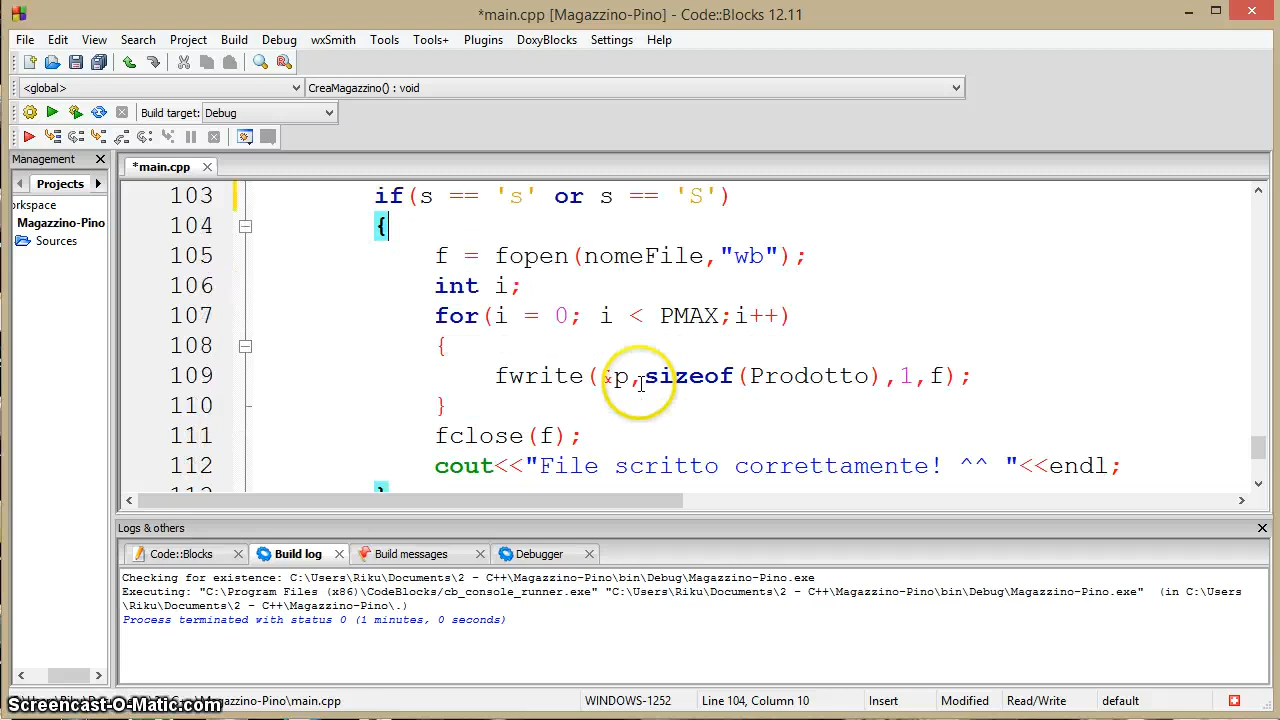 *main.cpp [Magazzino-Pino] - Code::Blocks 12.11
File Edit View Search Project Build Debug wxSmith Tools Tools+ Plugins DoxyBlocks Settings Help
<global> CreaMagazzino() : void
Build target: Debug
Management
*main.cpp
Projects
orkspace
Magazzino-Pino
Sources
103 if(s == 's' or s == 'S')
104 {
105 f = fopen(nomeFile,"wb");
106 int i;
107 for(i = 0; i < PMAX;i++)
108 {
109 fwrite(&p,sizeof(Prodotto),1,f);
110 }
111 fclose(f);
112 cout<<"File scritto correttamente! ^^ "<<endl;
Logs & others
Code::Blocks Build log Build messages Debugger
Checking for existence: C:\Users\Riku\Documents\2 - C++\Magazzino-Pino\bin\Debug\Magazzino-Pino.exe
Executing: "C:\Program Files (x86)\CodeBlocks/cb_console_runner.exe" "C:\Users\Riku\Documents\2 - C++\Magazzino-Pino\bin\Debug\Magazzino-Pino.exe" (in C:\Users
\Riku\Documents\2 - C++\Magazzino-Pino\.)
Process terminated with status 0 (1 minutes, 0 seconds)
Magazzino-Pino\main.cpp WINDOWS-1252 Line 104, Column 10 Insert Modified Read/Write default
Screencast-O-Matic.com